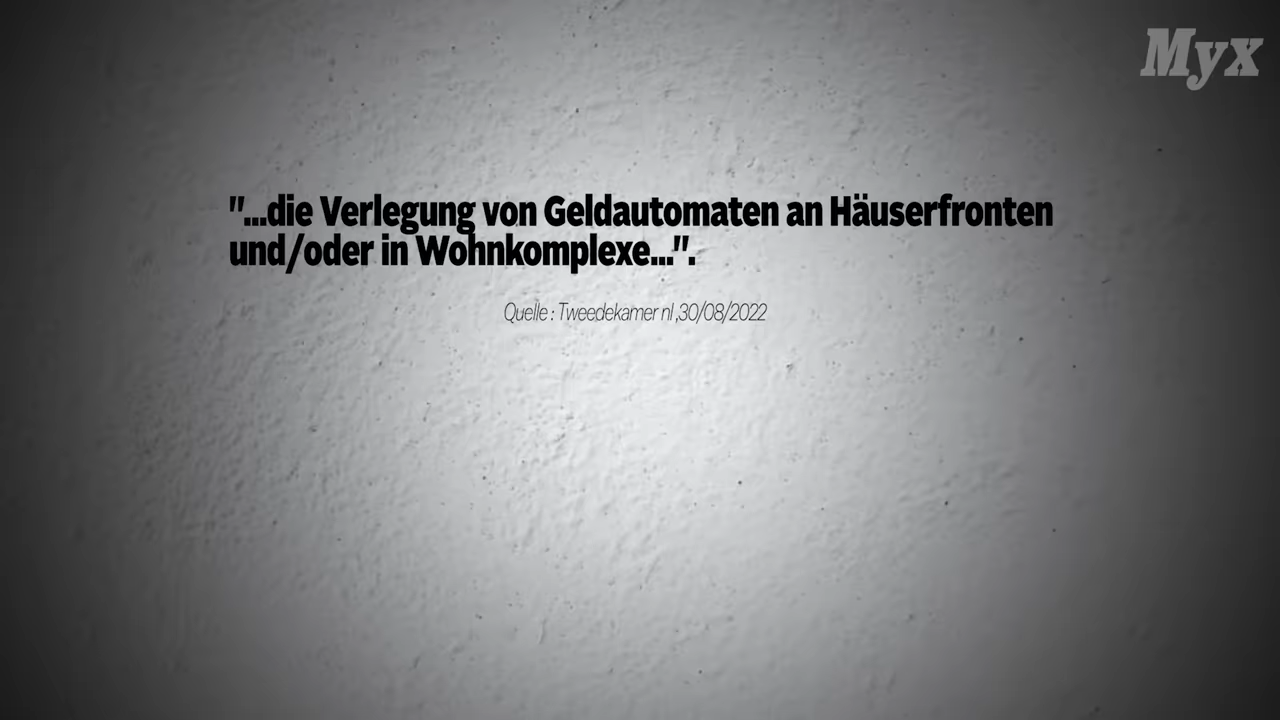 Myx
"...die Verlegung von Geldautomaten an Häuserfronten
und/oder in Wohnkomplexe...".
Quelle : Tweedekamer nl ,30/08/2022